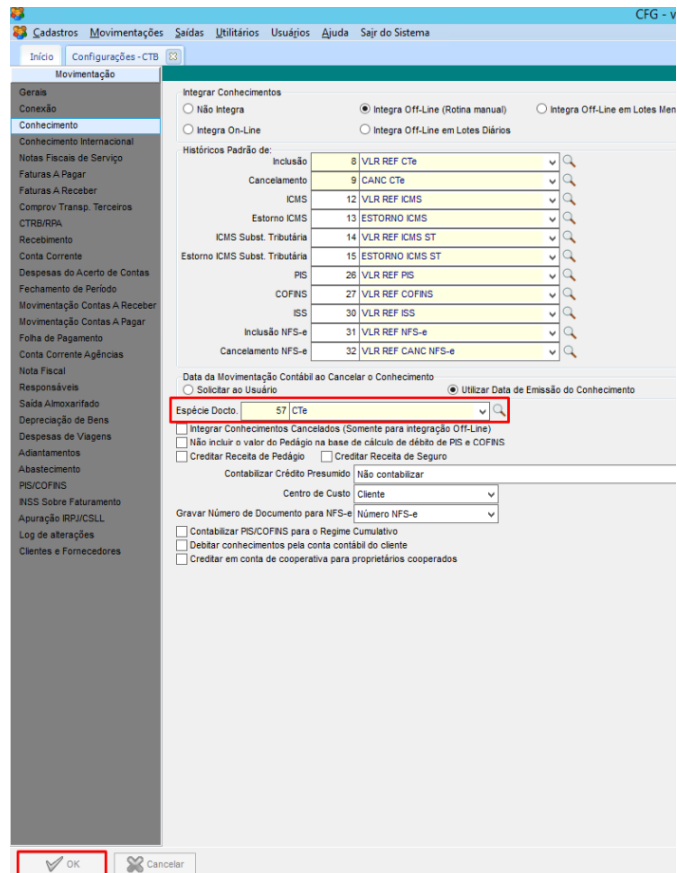 CFG - v
Cadastros Movimentações Saídas Utilitários Usuários Ajuda Sair do Sistema
Início Configurações - CTB
Movimentação
Gerais
Conexão
Conhecimento
Conhecimento Internacional
Notas Fiscais de Serviço
Faturas A Pagar
Faturas A Receber
Comprov Transp. Terceiros
CTRB/RPA
Recebimento
Conta Corrente
Despesas do Acerto de Contas
Fechamento de Período
Movimentação Contas A Receber
Movimentação Contas A Pagar
Folha de Pagamento
Conta Corrente Agências
Nota Fiscal
Responsáveis
Saída Almoxarifado
Depreciação de Bens
Despesas de Viagens
Adiantamentos
Abastecimento
PIS/COFINS
INSS Sobre Faturamento
Apuração IRPJ/CSLL
Log de alterações
Clientes e Fornecedores
Integrar Conhecimentos
Não Integra Integra Off-Line (Rotina manual) Integra Off-Line em Lotes Men
Integra On-Line Integra Off-Line em Lotes Diários
Históricos Padrão de:
Inclusão 8 VLR REF CTe
Cancelamento 9 CANC CTe
ICMS 12 VLR REF ICMS
Estorno ICMS 13 ESTORNO ICMS
ICMS Subst. Tributária 14 VLR REF ICMS ST
Estorno ICMS Subst. Tributária 15 ESTORNO ICMS ST
PIS 26 VLR REF PIS
COFINS 27 VLR REF COFINS
ISS 30 VLR REF ISS
Inclusão NFS-e 31 VLR REF NFS-e
Cancelamento NFS-e 32 VLR REF CANC NFS-e
Data da Movimentação Contábil ao Cancelar o Conhecimento
Solicitar ao Usuário Utilizar Data de Emissão do Conhecimento
Espécie Docto. 57 CTe
Integrar Conhecimentos Cancelados (Somente para integração Off-Line)
Não incluir o valor do Pedágio na base de cálculo de débito de PIS e COFINS
Creditar Receita de Pedágio Creditar Receita de Seguro
Contabilizar Crédito Presumido Não contabilizar
Centro de Custo Cliente
Gravar Número de Documento para NFS-e Número NFS-e
Contabilizar PIS/COFINS para o Regime Cumulativo
Debitar conhecimentos pela conta contábil do cliente
Creditar em conta de cooperativa para proprietários cooperados
OK Cancelar